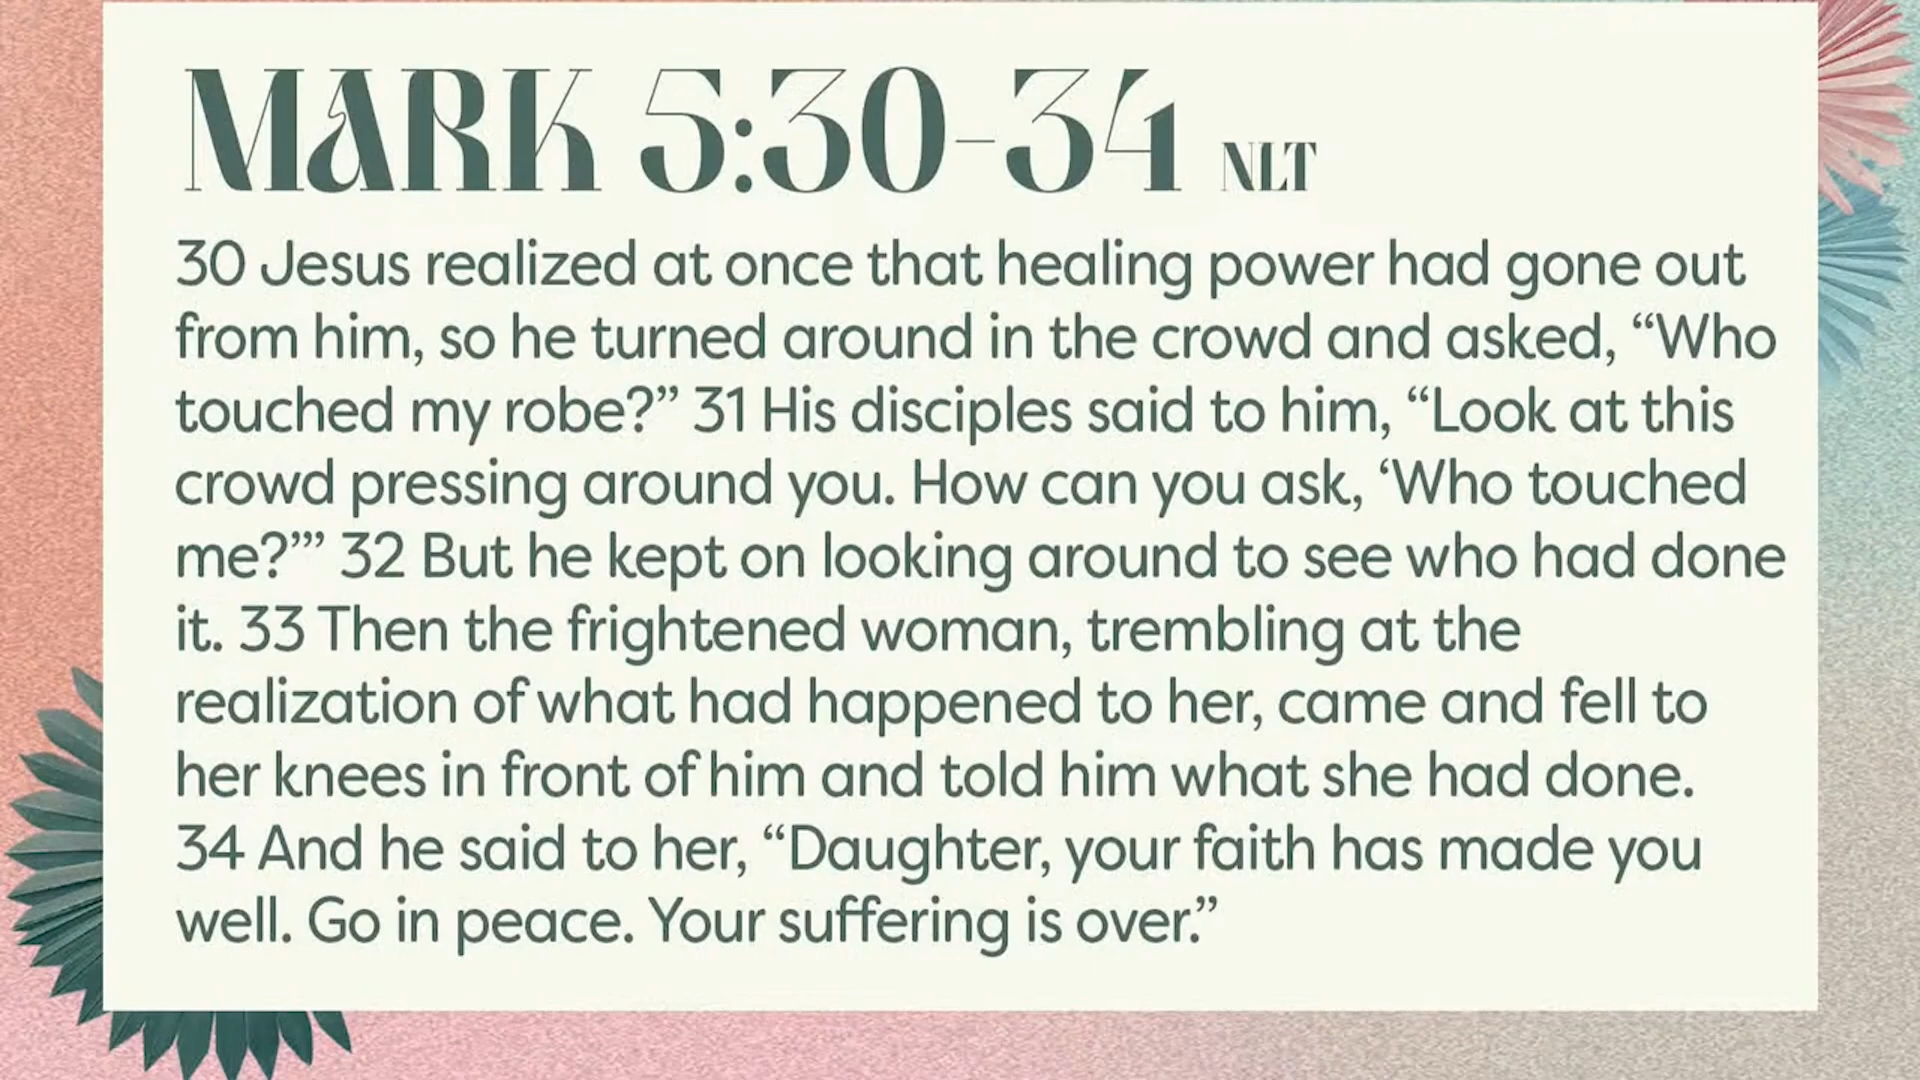 MARK 5:30-34 NLT
30 Jesus realized at once that healing power had gone out
from him, so he turned around in the crowd and asked, “Who
touched my robe?” 31 His disciples said to him, “Look at this
crowd pressing around you. How can you ask, ‘Who touched
me?’” 32 But he kept on looking around to see who had done
it. 33 Then the frightened woman, trembling at the
realization of what had happened to her, came and fell to
her knees in front of him and told him what she had done.
34 And he said to her, “Daughter, your faith has made you
well. Go in peace. Your suffering is over.”